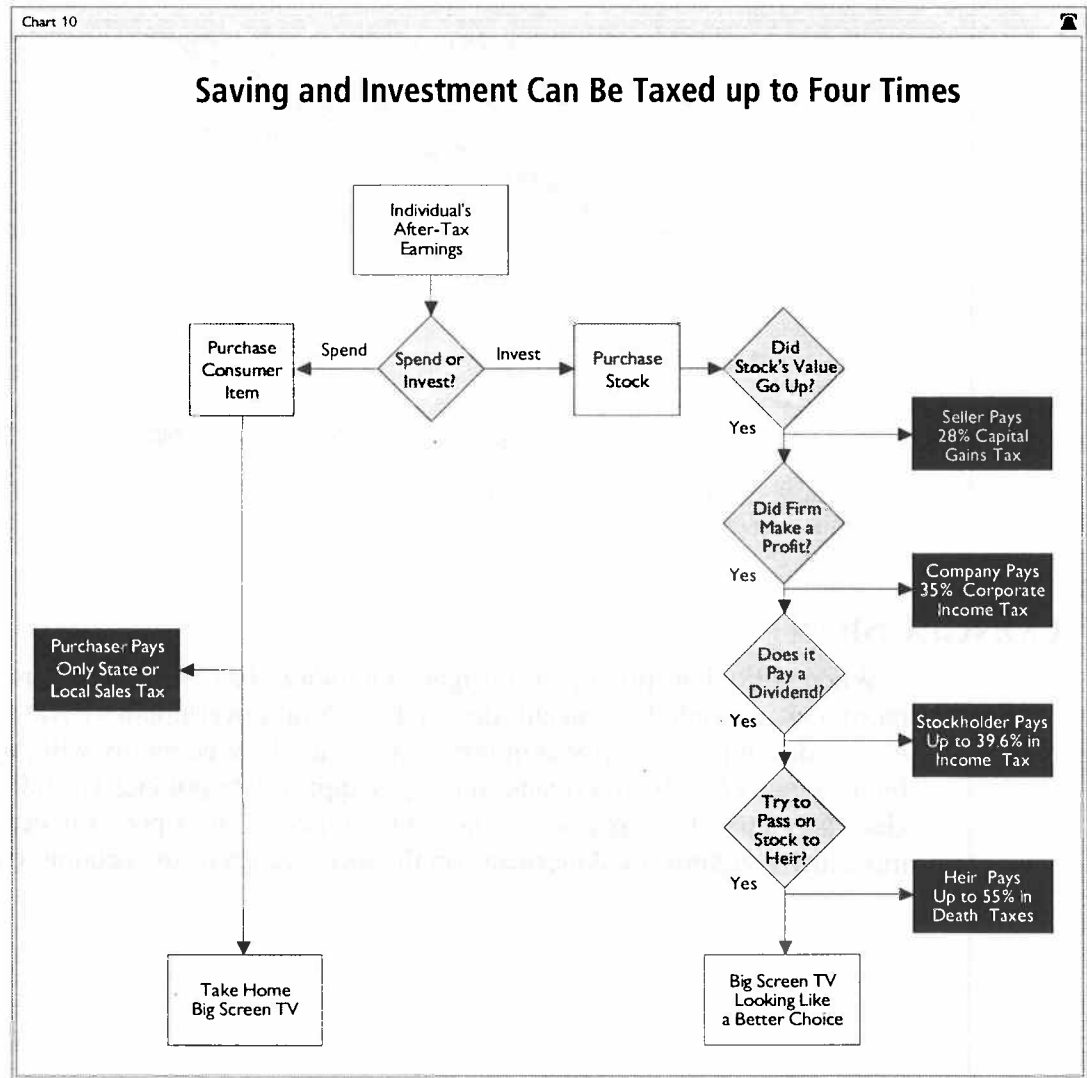 Chart 10
Saving and Investment Can Be Taxed up to Four Times
Individual's
After-Tax
Earnings
Spend or
Invest?
Spend
Purchase
Consumer
Item
Purchaser Pays
Only State or
Local Sales Tax
Take Home
Big Screen TV
Invest
Purchase
Stock
Did
Stock's Value
Go Up?
Yes
Seller Pays
28% Capital
Gains Tax
Did Firm
Make a
Profit?
Yes
Company Pays
35% Corporate
Income Tax
Does it
Pay a
Dividend?
Yes
Stockholder Pays
Up to 39.6% in
Income Tax
Try to
Pass on
Stock to
Heir?
Yes
Heir Pays
Up to 55% in
Death Taxes
Big Screen TV
Looking Like
a Better Choice